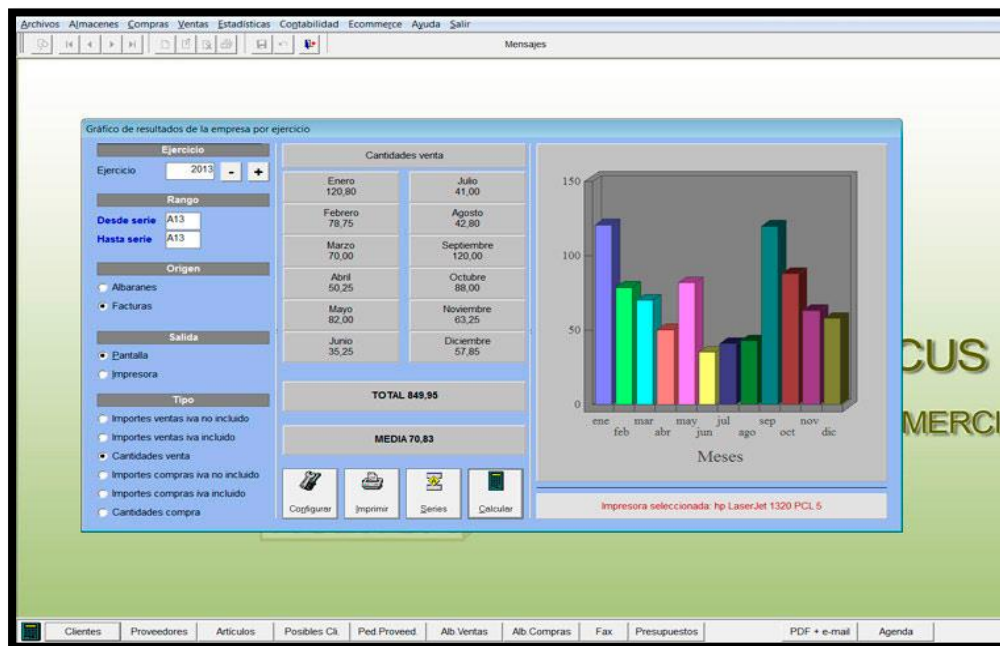 Archivos Almacenes Compras Ventas Estadísticas Contabilidad Ecommerce Ayuda Salir
Mensajes
Gráfico de resultados de la empresa por ejercicio
Ejercicio
Ejercicio 2013 - +
Rango
Desde serie A13
Hasta serie A13
Origen
Albaranes
Facturas
Salida
Pantalla
Impresora
Tipo
Importes ventas iva no incluido
Importes ventas iva incluido
Cantidades venta
Importes compras iva no incluido
Importes compras iva incluido
Cantidades compra
Cantidades venta
Enero
120,80
Julio
41,00
Febrero
78,75
Agosto
42,80
Marzo
70,00
Septiembre
120,00
Abril
50,25
Octubre
88,00
Mayo
82,00
Noviembre
63,25
Junio
35,25
Diciembre
57,85
TOTAL 849,95
MEDIA 70,83
Configurar Imprimir Series Calcular
150
100
50
0
ene mar may jul sep nov
feb abr jun ago oct dic
Meses
Impresora seleccionada: hp LaserJet 1320 PCL 5
CUS
MERCI
Clientes Proveedores Artículos Posibles Cli. Ped.Proveed. Alb.Ventas Alb.Compras Fax Presupuestos PDF + e-mail Agenda